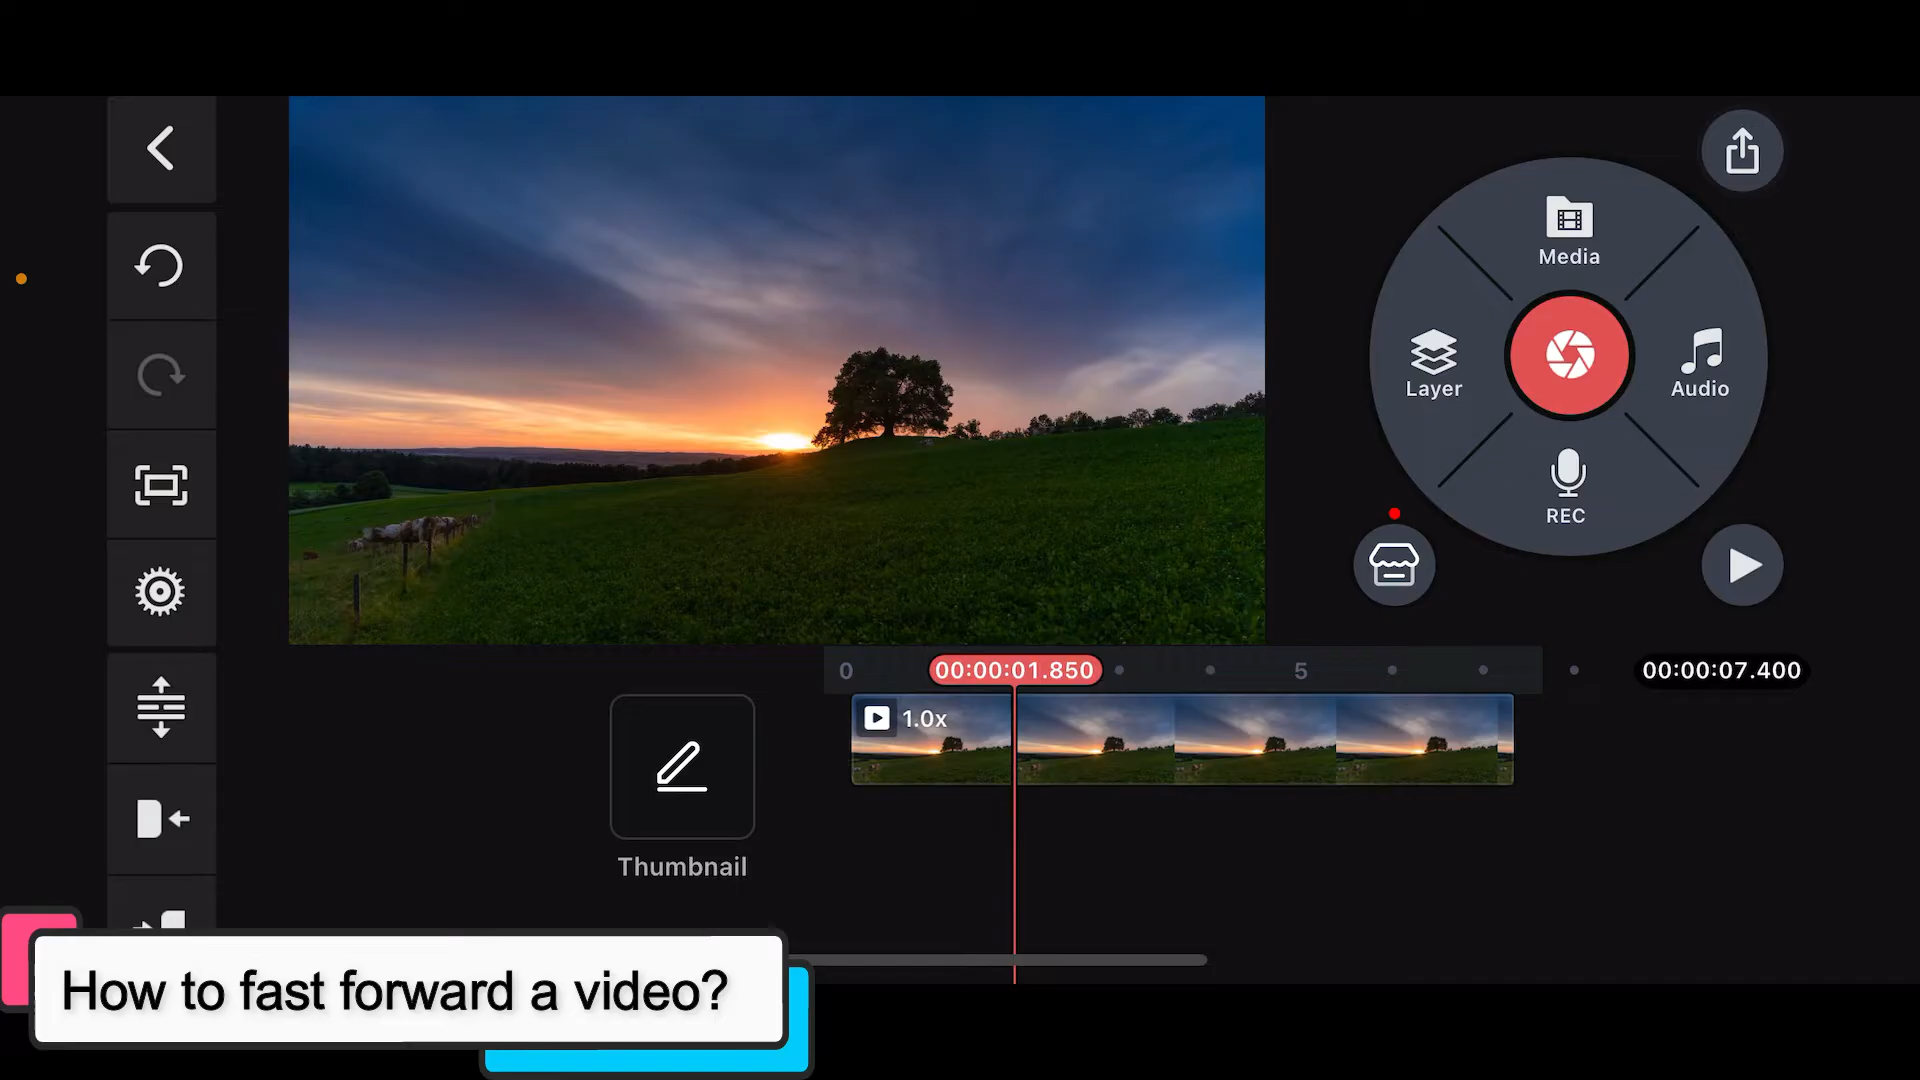 Media
Layer
Audio
REC
0
00:00:01.850
5
00:00:07.400
1.0x
Thumbnail
How to fast forward a video?